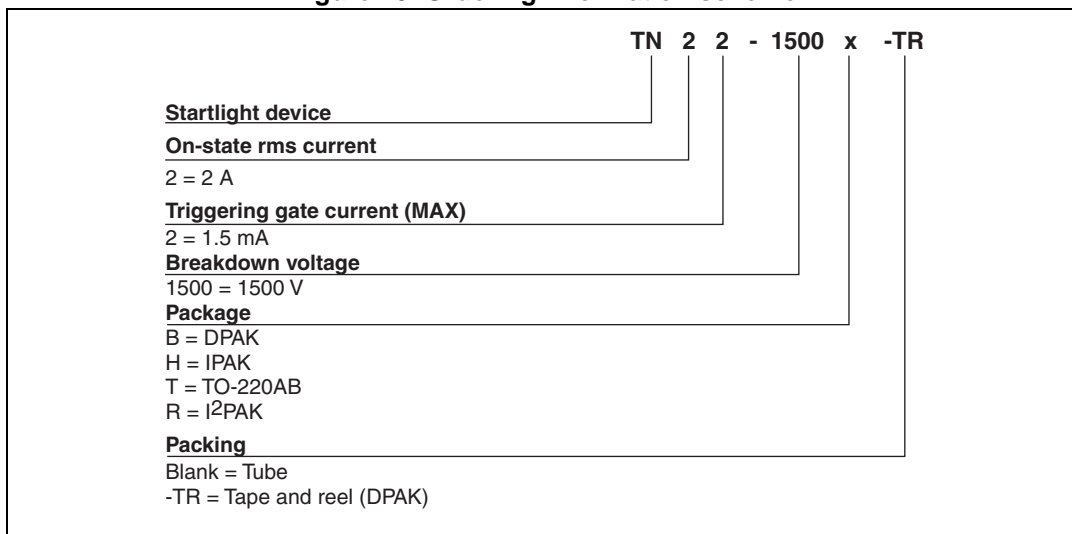 TN 2 2 - 1500 x -TR
Startlight device
On-state rms current
2 = 2 A
Triggering gate current (MAX)
2 = 1.5 mA
Breakdown voltage
1500 = 1500 V
Package
B = DPAK
H = IPAK
T = TO-220AB
R = I2PAK
Packing
Blank = Tube
-TR = Tape and reel (DPAK)